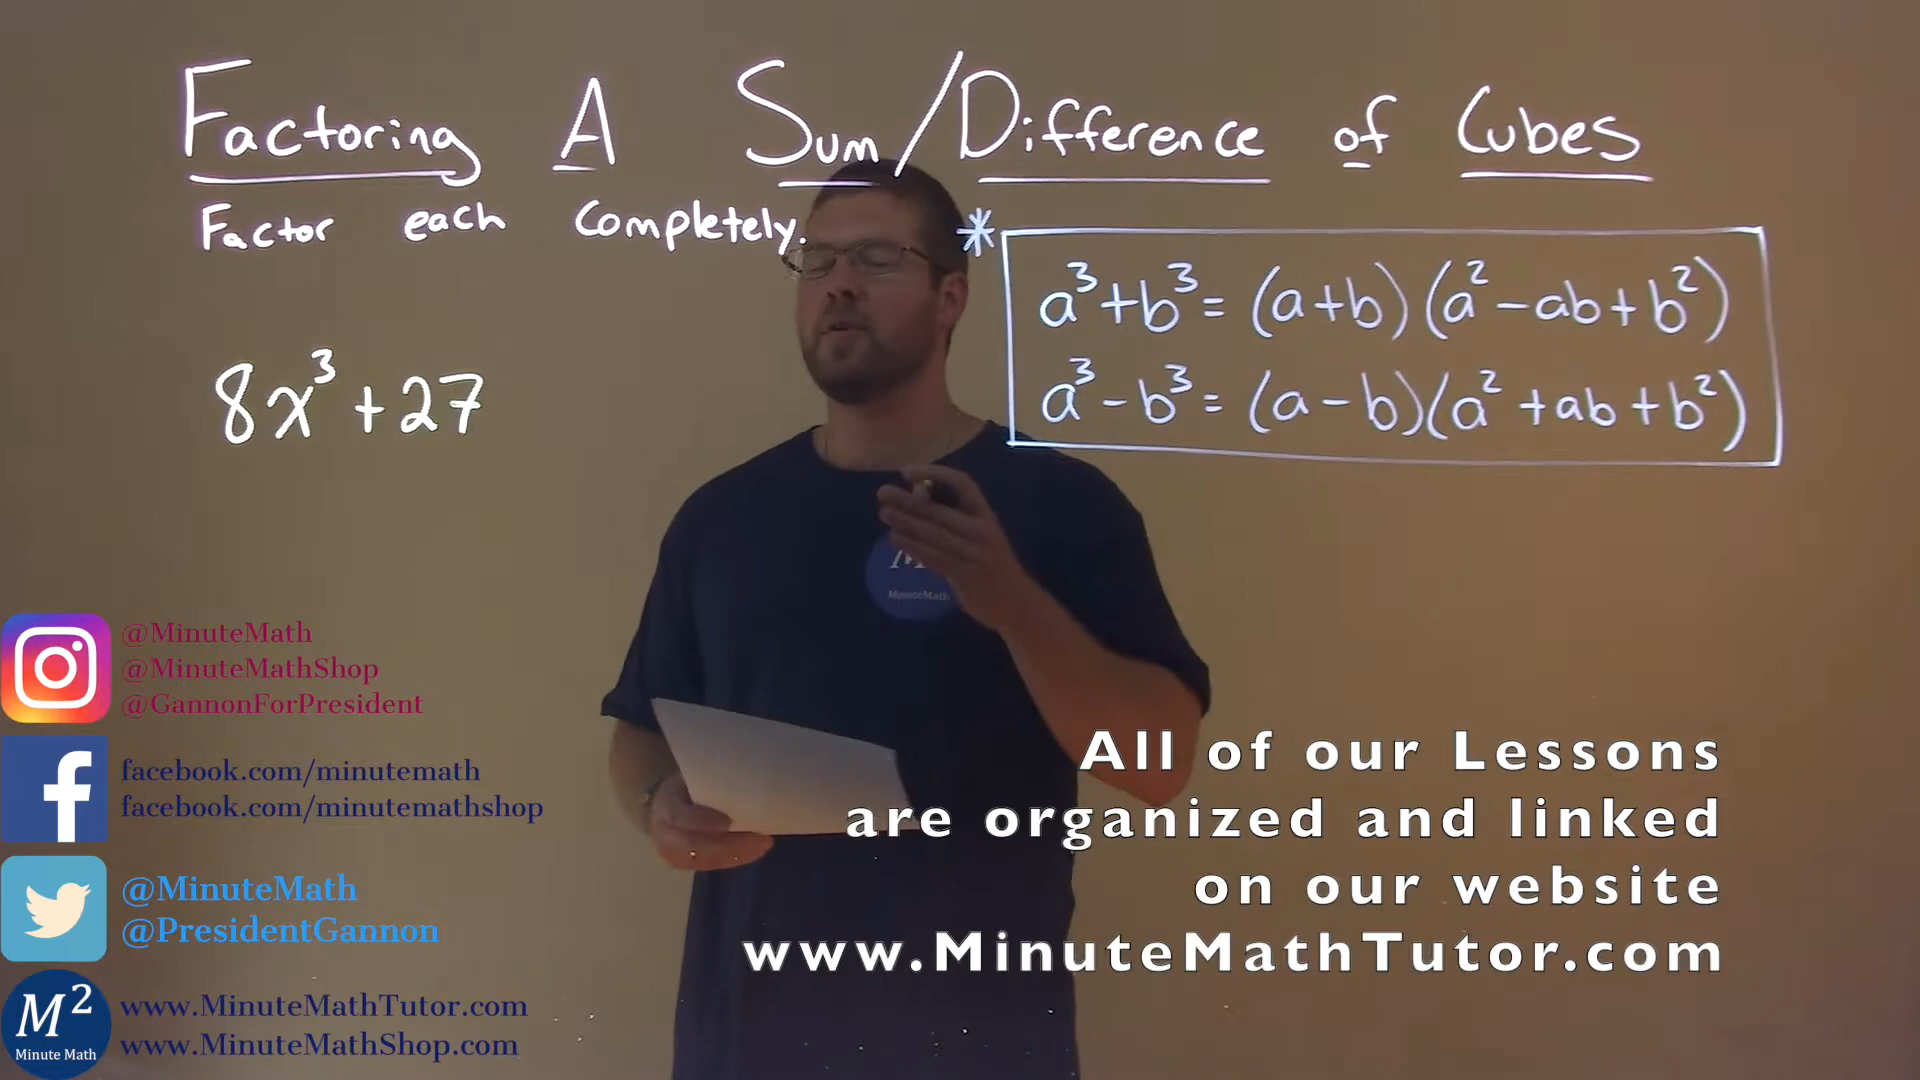 Factoring A Sum/Difference of Cubes
Factor each completely.
*
a³+b³= (a+b)(a²-ab+b²)
a³-b³= (a-b)(a²+ab+b²)
8x³+27
M
MinuteMath
@MinuteMath
@MinuteMathShop
@GannonForPresident
facebook.com/minutemath
facebook.com/minutemathshop
@MinuteMath
@PresidentGannon
M²
Minute Math
www.MinuteMathTutor.com
www.MinuteMathShop.com
All of our Lessons
are organized and linked
on our website
www.MinuteMathTutor.com